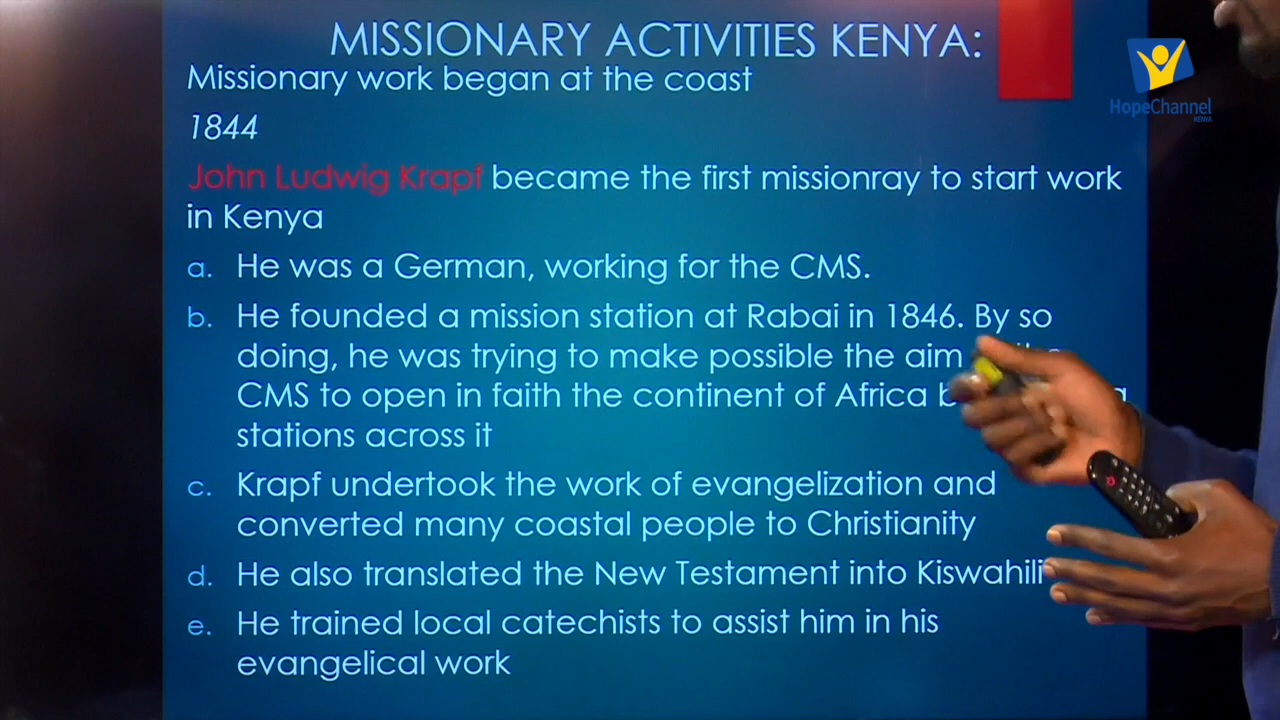 MISSIONARY ACTIVITIES KENYA:
Missionary work began at the coast
1844
John Ludwig Krapf became the first missionray to start work
in Kenya
a. He was a German, working for the CMS.
b. He founded a mission station at Rabai in 1846. By so
doing, he was trying to make possible the aim
CMS to open in faith the continent of Africa
stations across it
c. Krapf undertook the work of evangelization and
converted many coastal people to Christianity
d. He also translated the New Testament into Kiswahili
e. He trained local catechists to assist him in his
evangelical work
HopeChannel
KENYA